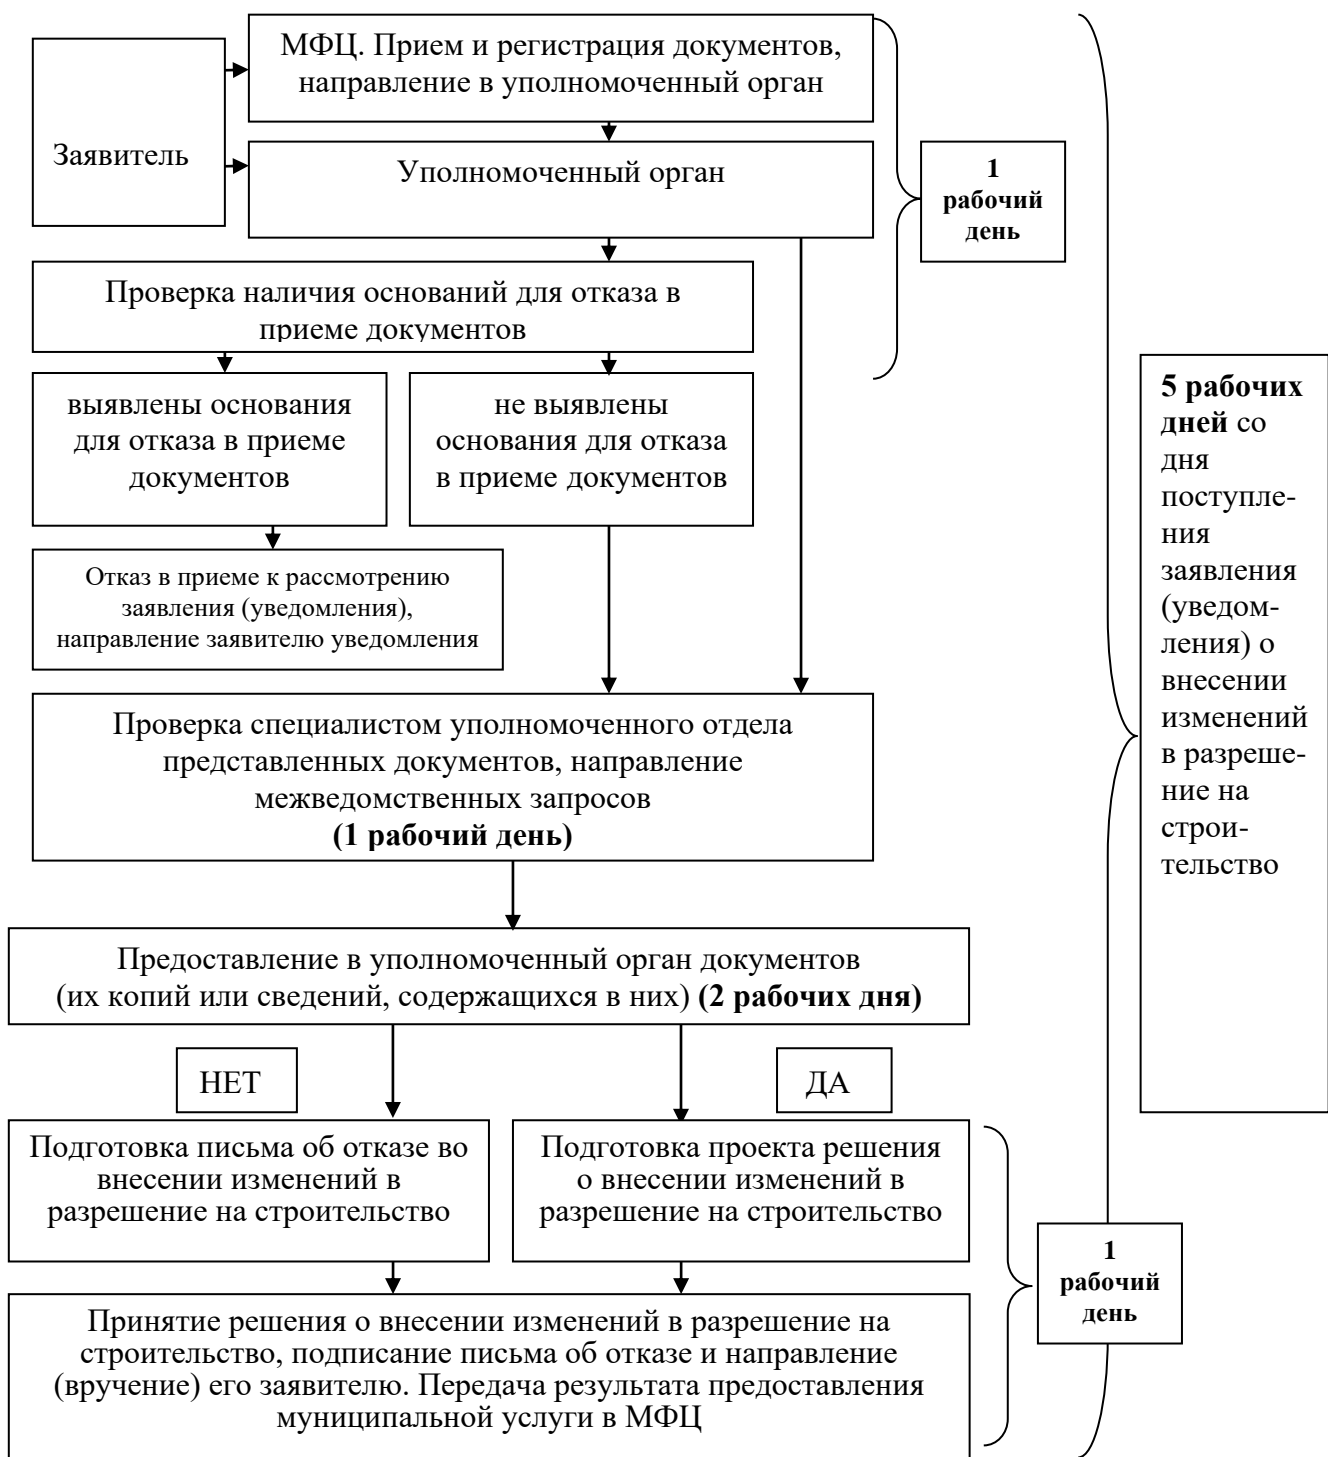 МФЦ. Прием и регистрация документов,
направление в уполномоченный орган
Заявитель
Уполномоченный орган
1
рабочий
день
Проверка наличия оснований для отказа в
приеме документов
выявлены основания
для отказа в приеме
документов
не выявлены
основания для отказа
в приеме документов
Отказ в приеме к рассмотрению
заявления (уведомления),
направление заявителю уведомления
5 рабочих
дней со
дня
поступле-
ния
заявления
(уведом-
ления) о
внесении
изменений
в разреше-
ние на
строи-
тельство
Проверка специалистом уполномоченного отдела
представленных документов, направление
межведомственных запросов
(1 рабочий день)
Предоставление в уполномоченный орган документов
(их копий или сведений, содержащихся в них) (2 рабочих дня)
НЕТ
ДА
Подготовка письма об отказе во
внесении изменений в
разрешение на строительство
Подготовка проекта решения
о внесении изменений в
разрешение на строительство
1
рабочий
день
Принятие решения о внесении изменений в разрешение на
строительство, подписание письма об отказе и направление
(вручение) его заявителю. Передача результата предоставления
муниципальной услуги в МФЦ